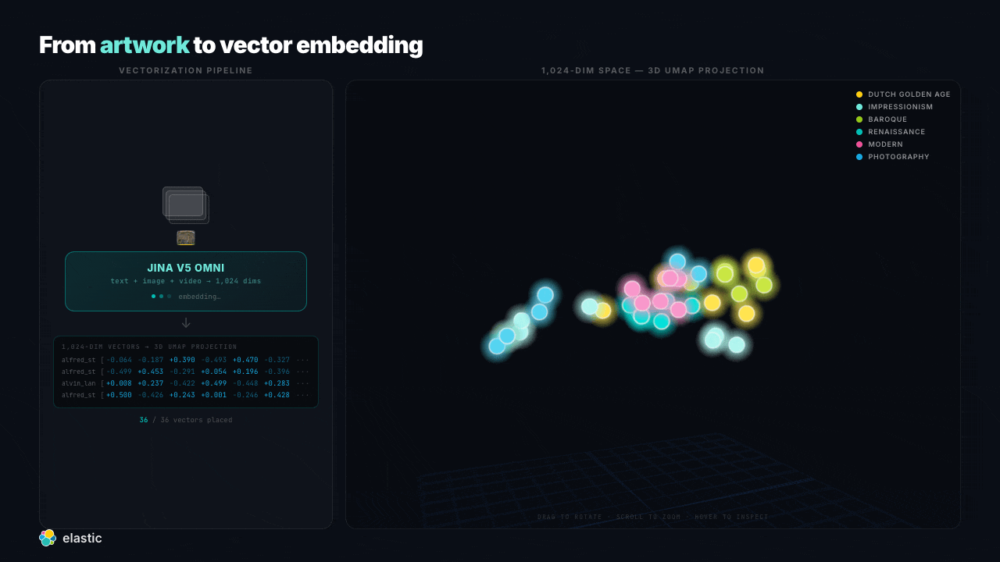 From artwork to vector embedding
VECTORIZATION PIPELINE
JINA V5 OMNI
text + image + video → 1,024 dims
embedding…
1,024-DIM VECTORS → 3D UMAP PROJECTION
alfred_st [ -0.064 -0.187 +0.390 -0.493 +0.470 -0.327 ···
alfred_st [ -0.499 +0.453 -0.291 +0.054 +0.196 -0.396 ···
alvin_lan [ +0.008 +0.237 -0.422 +0.499 -0.448 +0.283 ···
alfred_st [ +0.500 -0.426 +0.243 +0.001 -0.246 +0.428 ···
36 / 36 vectors placed
1,024-DIM SPACE — 3D UMAP PROJECTION
DUTCH GOLDEN AGE
IMPRESSIONISM
BAROQUE
RENAISSANCE
MODERN
PHOTOGRAPHY
DRAG TO ROTATE · SCROLL TO ZOOM · HOVER TO INSPECT
elastic